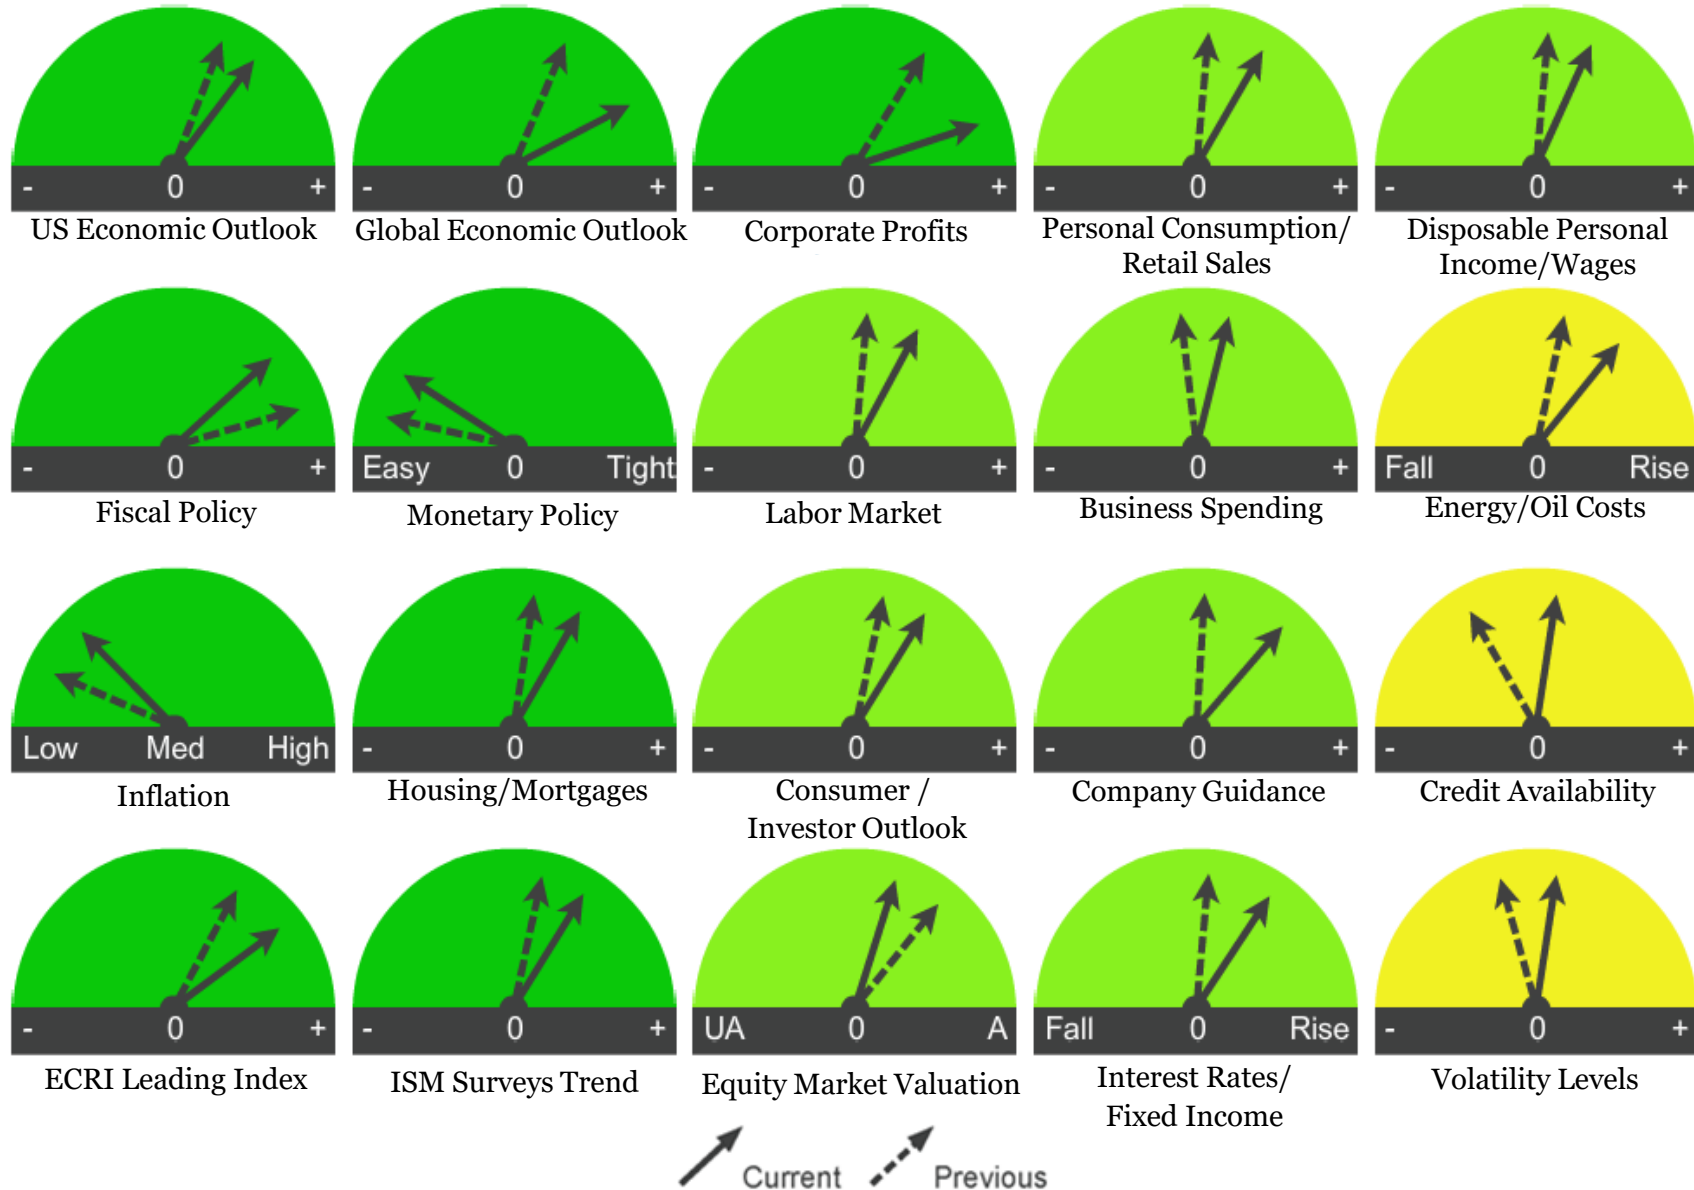 - 0 +
- 0 +
- 0 +
- 0 +
- 0 +
US Economic Outlook
Global Economic Outlook
Corporate Profits
Personal Consumption/
Retail Sales
Disposable Personal
Income/Wages
- 0 +
Easy 0 Tight
- 0 +
- 0 +
Fall 0 Rise
Fiscal Policy
Monetary Policy
Labor Market
Business Spending
Energy/Oil Costs
Low Med High
- 0 +
- 0 +
- 0 +
- 0 +
Inflation
Housing/Mortgages
Consumer /
Investor Outlook
Company Guidance
Credit Availability
- 0 +
- 0 +
UA 0 A
Fall 0 Rise
- 0 +
ECRI Leading Index
ISM Surveys Trend
Equity Market Valuation
Interest Rates/
Fixed Income
Volatility Levels
Current
Previous